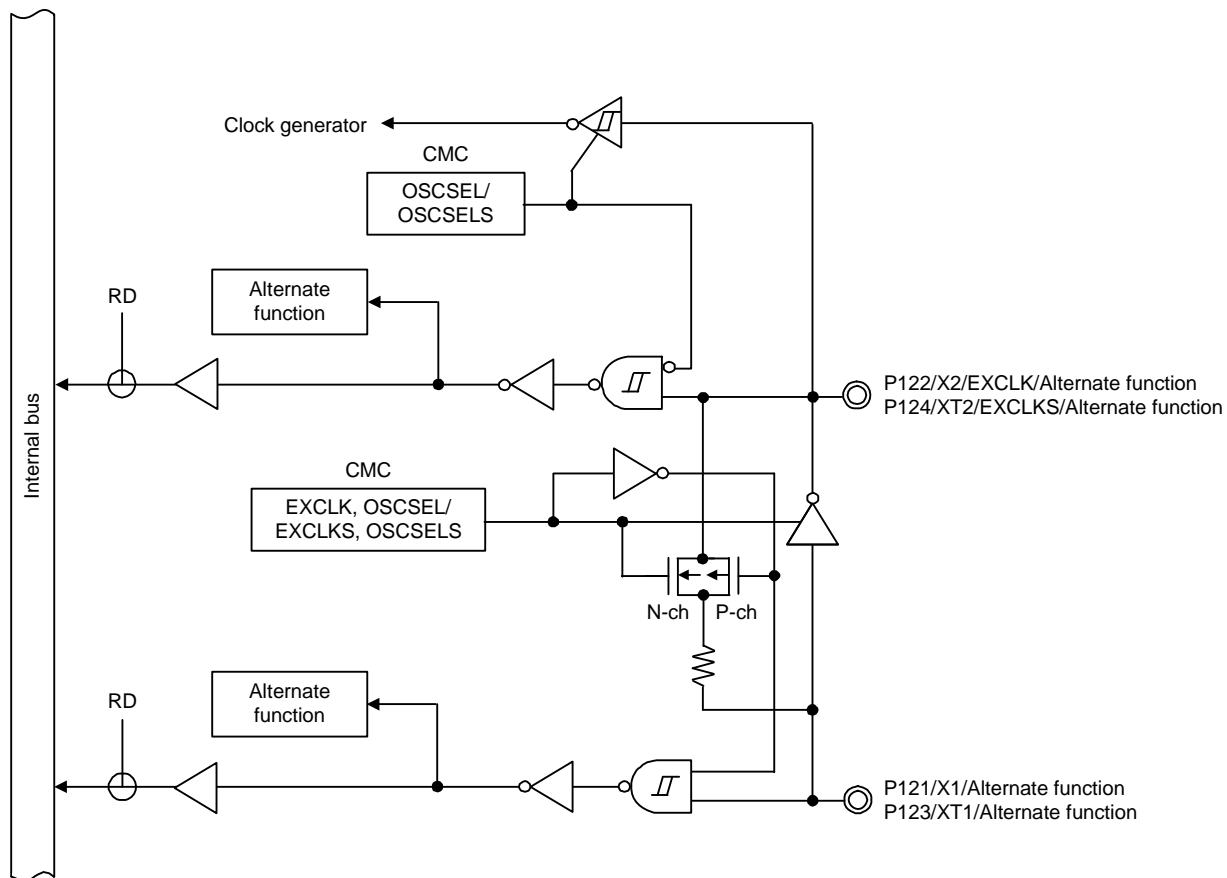 Clock generator
CMC
OSCSEL/
OSCSELS
RD
Alternate
function
P122/X2/EXCLK/Alternate function
P124/XT2/EXCLKS/Alternate function
Internal bus
CMC
EXCLK, OSCSEL/
EXCLKS, OSCSELS
N-ch
P-ch
RD
Alternate
function
P121/X1/Alternate function
P123/XT1/Alternate function